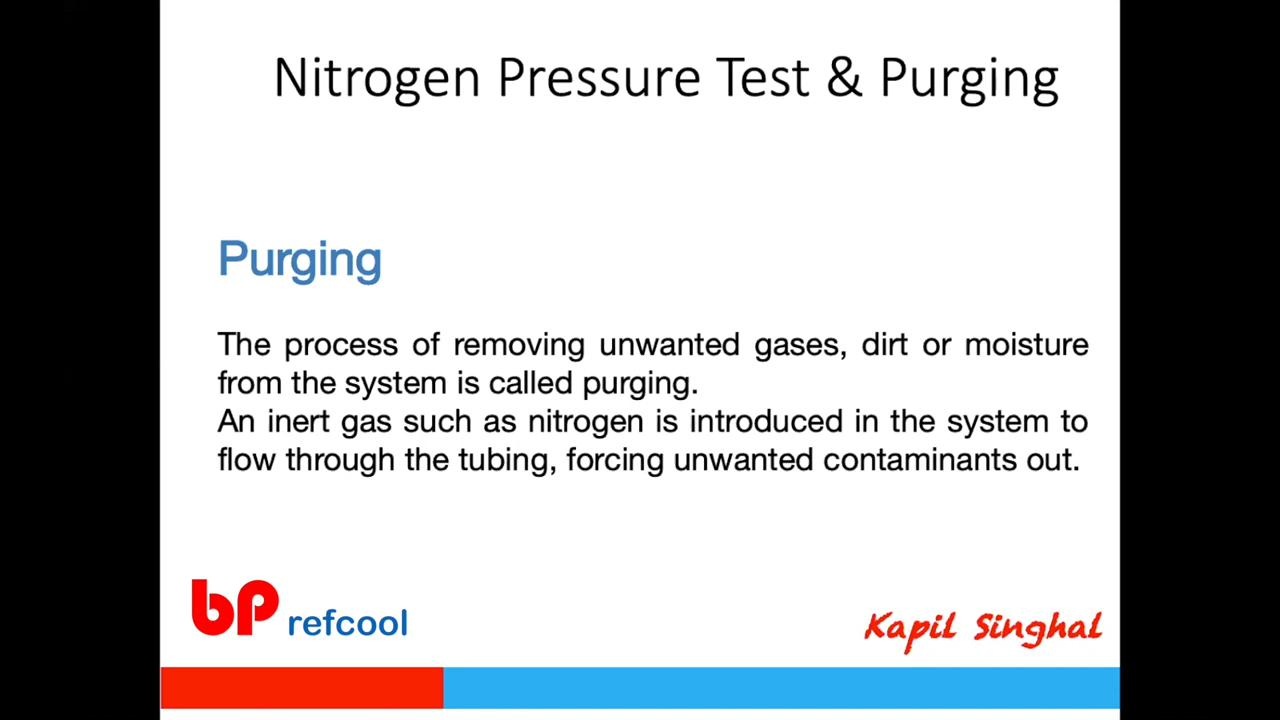 Nitrogen Pressure Test & Purging
Purging
The process of removing unwanted gases, dirt or moisture
from the system is called purging.
An inert gas such as nitrogen is introduced in the system to
flow through the tubing, forcing unwanted contaminants out.
bp refcool
Kapil Singhal